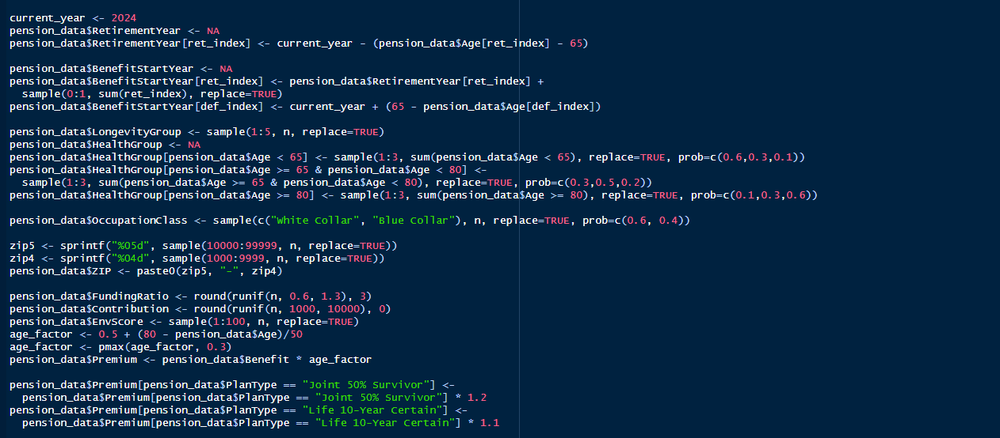 current_year <- 2024
pension_data$RetirementYear <- NA
pension_data$RetirementYear[ret_index] <- current_year - (pension_data$Age[ret_index] - 65)

pension_data$BenefitStartYear <- NA
pension_data$BenefitStartYear[ret_index] <- pension_data$RetirementYear[ret_index] +
  sample(0:1, sum(ret_index), replace=TRUE)
pension_data$BenefitStartYear[def_index] <- current_year + (65 - pension_data$Age[def_index])

pension_data$LongevityGroup <- sample(1:5, n, replace=TRUE)
pension_data$HealthGroup <- NA
pension_data$HealthGroup[pension_data$Age < 65] <- sample(1:3, sum(pension_data$Age < 65), replace=TRUE, prob=c(0.6,0.3,0.1))
pension_data$HealthGroup[pension_data$Age >= 65 & pension_data$Age < 80] <-
  sample(1:3, sum(pension_data$Age >= 65 & pension_data$Age < 80), replace=TRUE, prob=c(0.3,0.5,0.2))
pension_data$HealthGroup[pension_data$Age >= 80] <- sample(1:3, sum(pension_data$Age >= 80), replace=TRUE, prob=c(0.1,0.3,0.6))

pension_data$OccupationClass <- sample(c("White Collar", "Blue Collar"), n, replace=TRUE, prob=c(0.6, 0.4))

zip5 <- sprintf("%05d", sample(10000:99999, n, replace=TRUE))
zip4 <- sprintf("%04d", sample(1000:9999, n, replace=TRUE))
pension_data$ZIP <- paste0(zip5, "-", zip4)

pension_data$FundingRatio <- round(runif(n, 0.6, 1.3), 3)
pension_data$Contribution <- round(runif(n, 1000, 10000), 0)
pension_data$EnvScore <- sample(1:100, n, replace=TRUE)
age_factor <- 0.5 + (80 - pension_data$Age)/50
age_factor <- pmax(age_factor, 0.3)
pension_data$Premium <- pension_data$Benefit * age_factor

pension_data$Premium[pension_data$PlanType == "Joint 50% Survivor"] <-
  pension_data$Premium[pension_data$PlanType == "Joint 50% Survivor"] * 1.2
pension_data$Premium[pension_data$PlanType == "Life 10-Year Certain"] <-
  pension_data$Premium[pension_data$PlanType == "Life 10-Year Certain"] * 1.1